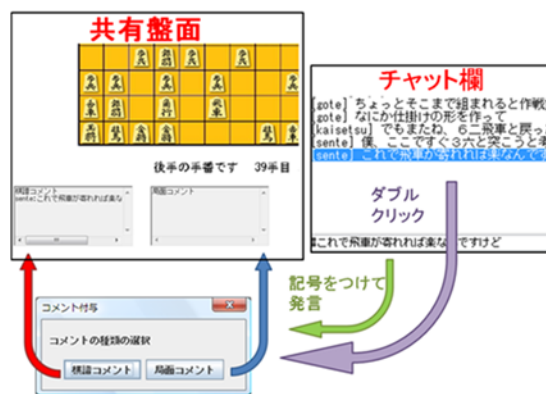 共有盤面
後手の手番です 39手目
棋譜コメント
sente:これで飛車が寄れれば楽な
局面コメント
チャット欄
[gote] ちょっとそこまで組まれると作戦
[gote] なにか仕掛けの形を作って
[kaisetsu] でもまたね、６二飛車と戻っ
[sente] 僕、ここですぐ３六と突こうと
[sente] これで飛車が寄れれば楽なんです
これで飛車が寄れれば楽なんですけど
ダブル
クリック
記号をつけて
発言
コメント付与
コメントの種類の選択
棋譜コメント 局面コメント